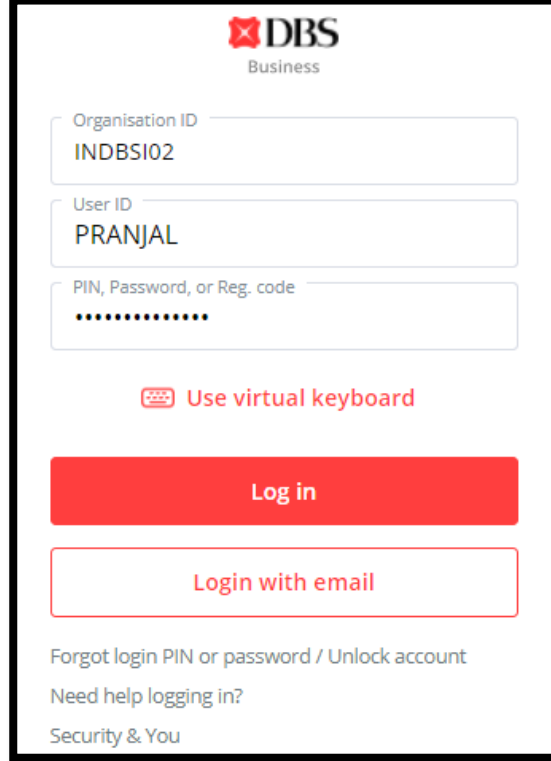 DBS
Business
Organisation ID
INDBSI02
User ID
PRANJAL
PIN, Password, or Reg. code
••••••••••••••
Use virtual keyboard
Log in
Login with email
Forgot login PIN or password / Unlock account
Need help logging in?
Security & You